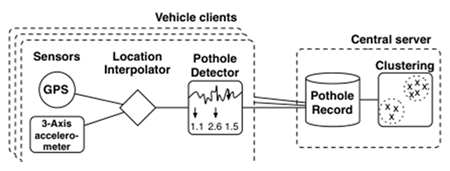 Vehicle clients
Sensors
GPS
3-Axis
accelero-
meter
Location
Interpolator
Pothole
Detector
1.1 2.6 1.5
Central server
Pothole
Record
Clustering
x
x x
x
x x
x x